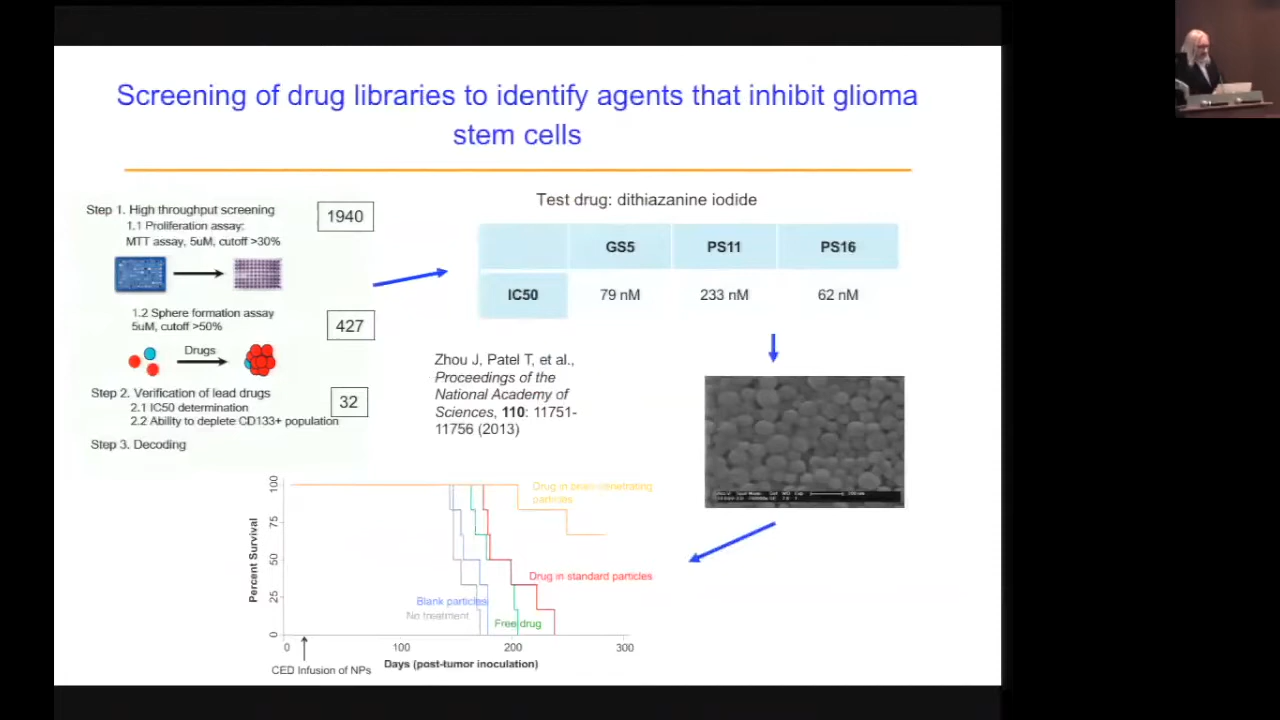 Screening of drug libraries to identify agents that inhibit glioma
stem cells
Step 1. High throughput screening
1940
1.1 Proliferation assay:
MTT assay, 5uM, cutoff >30%
1.2 Sphere formation assay
427
5uM, cutoff >50%
Drugs
Step 2. Verification of lead drugs
32
2.1 IC50 determination
2.2 Ability to deplete CD133+ population
Step 3. Decoding
Test drug: dithiazanine iodide
GS5 PS11 PS16
IC50 79 nM 233 nM 62 nM
Zhou J, Patel T, et al.,
Proceedings of the
National Academy of
Sciences, 110: 11751-
11756 (2013)
Percent Survival
100
75
50
25
0
Drug in brain-penetrating
particles
Drug in standard particles
Blank particles
No treatment
Free drug
0 100 200 300
Days (post-tumor inoculation)
CED Infusion of NPs